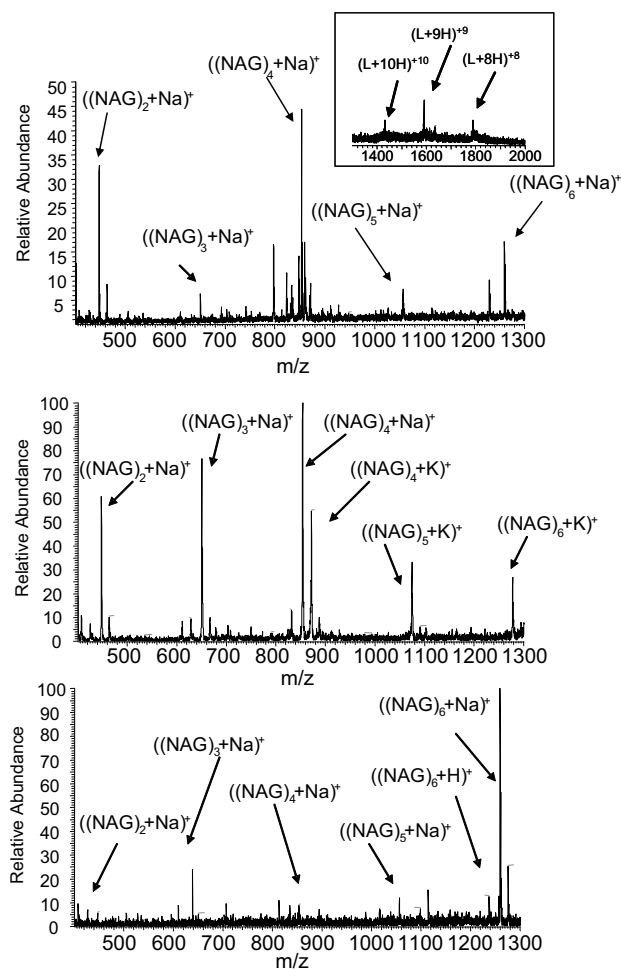 (L+9H)⁺⁹
(L+10H)⁺¹⁰
(L+8H)⁺⁸
1400 1600 1800 2000
((NAG)₄+Na)⁺
((NAG)₂+Na)⁺
((NAG)₆+Na)⁺
((NAG)₅+Na)⁺
((NAG)₃+Na)⁺
Relative Abundance
50
45
40
35
30
25
20
15
10
5
500 600 700 800 900 1000 1100 1200 1300
m/z
((NAG)₃+Na)⁺
((NAG)₄+Na)⁺
((NAG)₂+Na)⁺
((NAG)₄+K)⁺
((NAG)₅+K)⁺
((NAG)₆+K)⁺
Relative Abundance
100
90
80
70
60
50
40
30
20
10
0
500 600 700 800 900 1000 1100 1200 1300
m/z
((NAG)₆+Na)⁺
((NAG)₃+Na)⁺
((NAG)₆+H)⁺
((NAG)₄+Na)⁺
((NAG)₂+Na)⁺
((NAG)₅+Na)⁺
Relative Abundance
100
90
80
70
60
50
40
30
20
10
0
500 600 700 800 900 1000 1100 1200 1300
m/z